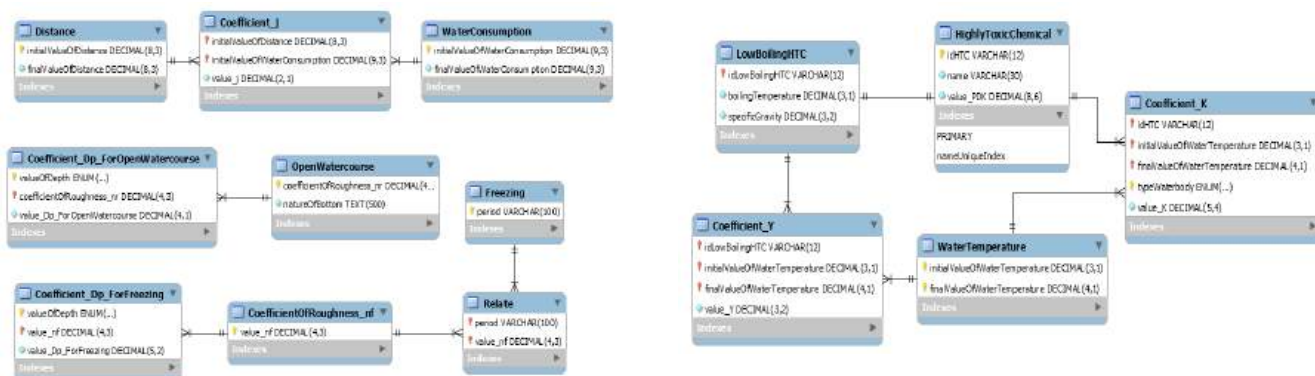 Distance
initialValueOfDistance DECIMAL(8,3)
finalValueOfDistance DECIMAL(8,3)
Indexes
Coefficient_j
initialValueOfDistance DECIMAL(8,3)
initialValueOfWaterConsumption DECIMAL(9,3)
value_j DECIMAL(2,1)
Indexes
WaterConsumption
initialValueOfWaterConsumption DECIMAL(9,3)
finalValueOfWaterConsumption DECIMAL(9,3)
Indexes
Coefficient_Dp_ForOpenWatercourse
valueOfDepth ENUM(...)
coefficientOfRoughness_nr DECIMAL(4,3)
value_Dp_ForOpenWatercourse DECIMAL(4,1)
Indexes
OpenWatercourse
coefficientOfRoughness_nr DECIMAL(4...
natureOfBottom TEXT(500)
Indexes
Freezing
period VARCHAR(100)
Indexes
Coefficient_Dp_ForFreezing
valueOfDepth ENUM(...)
value_nf DECIMAL(4,3)
value_Dp_ForFreezing DECIMAL(5,2)
Indexes
CoefficientOfRoughness_nf
value_nf DECIMAL(4,3)
Indexes
Relate
period VARCHAR(100)
value_nf DECIMAL(4,3)
Indexes
LowBoilingHTC
idLowBoilingHTC VARCHAR(12)
boilingTemperature DECIMAL(3,1)
specificGravity DECIMAL(3,2)
Indexes
HighlyToxicChemical
idHTC VARCHAR(12)
name VARCHAR(30)
value_PDK DECIMAL(8,6)
Indexes
PRIMARY
nameUniqueIndex
Coefficient_K
idHTC VARCHAR(12)
initialValueOfWaterTemperature DECIMAL(3,1)
finalValueOfWaterTemperature DECIMAL(4,1)
typeWaterbody ENUM(...)
value_K DECIMAL(5,4)
Indexes
Coefficient_Y
idLowBoilingHTC VARCHAR(12)
initialValueOfWaterTemperature DECIMAL(3,1)
finalValueOfWaterTemperature DECIMAL(4,1)
value_Y DECIMAL(3,2)
Indexes
WaterTemperature
initialValueOfWaterTemperature DECIMAL(3,1)
finalValueOfWaterTemperature DECIMAL(4,1)
Indexes